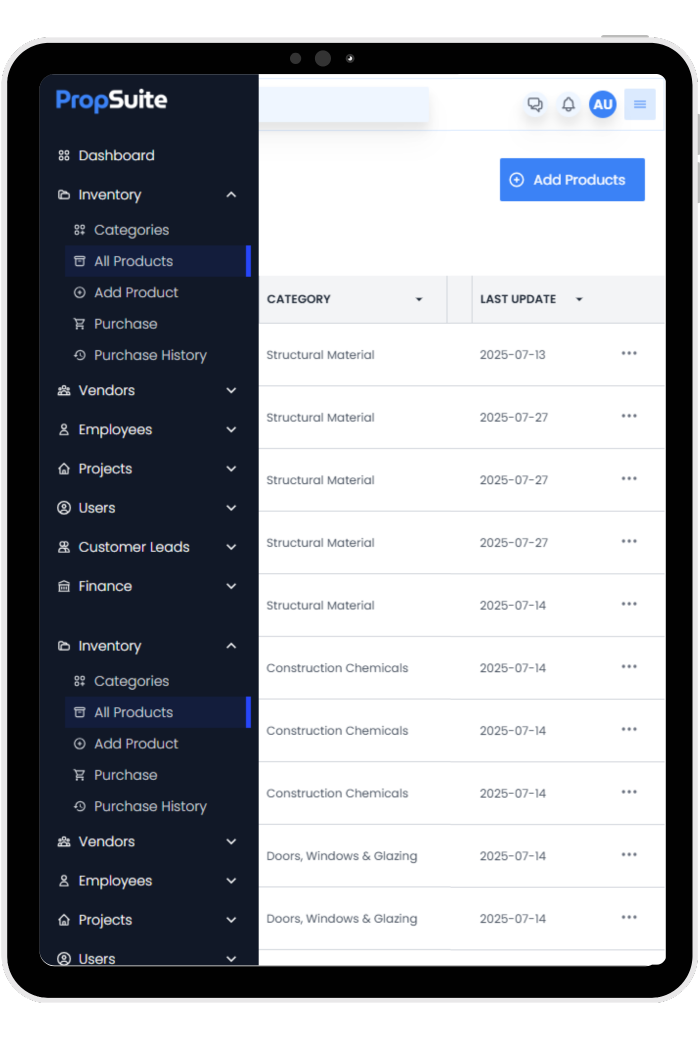 PropSuite
AU
Dashboard
Inventory
Categories
All Products
Add Product
Purchase
Purchase History
Vendors
Employees
Projects
Users
Customer Leads
Finance
Inventory
Categories
All Products
Add Product
Purchase
Purchase History
Vendors
Employees
Projects
Users
Add Products
CATEGORY LAST UPDATE
Structural Material 2025-07-13
Structural Material 2025-07-27
Structural Material 2025-07-27
Structural Material 2025-07-27
Structural Material 2025-07-14
Construction Chemicals 2025-07-14
Construction Chemicals 2025-07-14
Construction Chemicals 2025-07-14
Doors, Windows & Glazing 2025-07-14
Doors, Windows & Glazing 2025-07-14